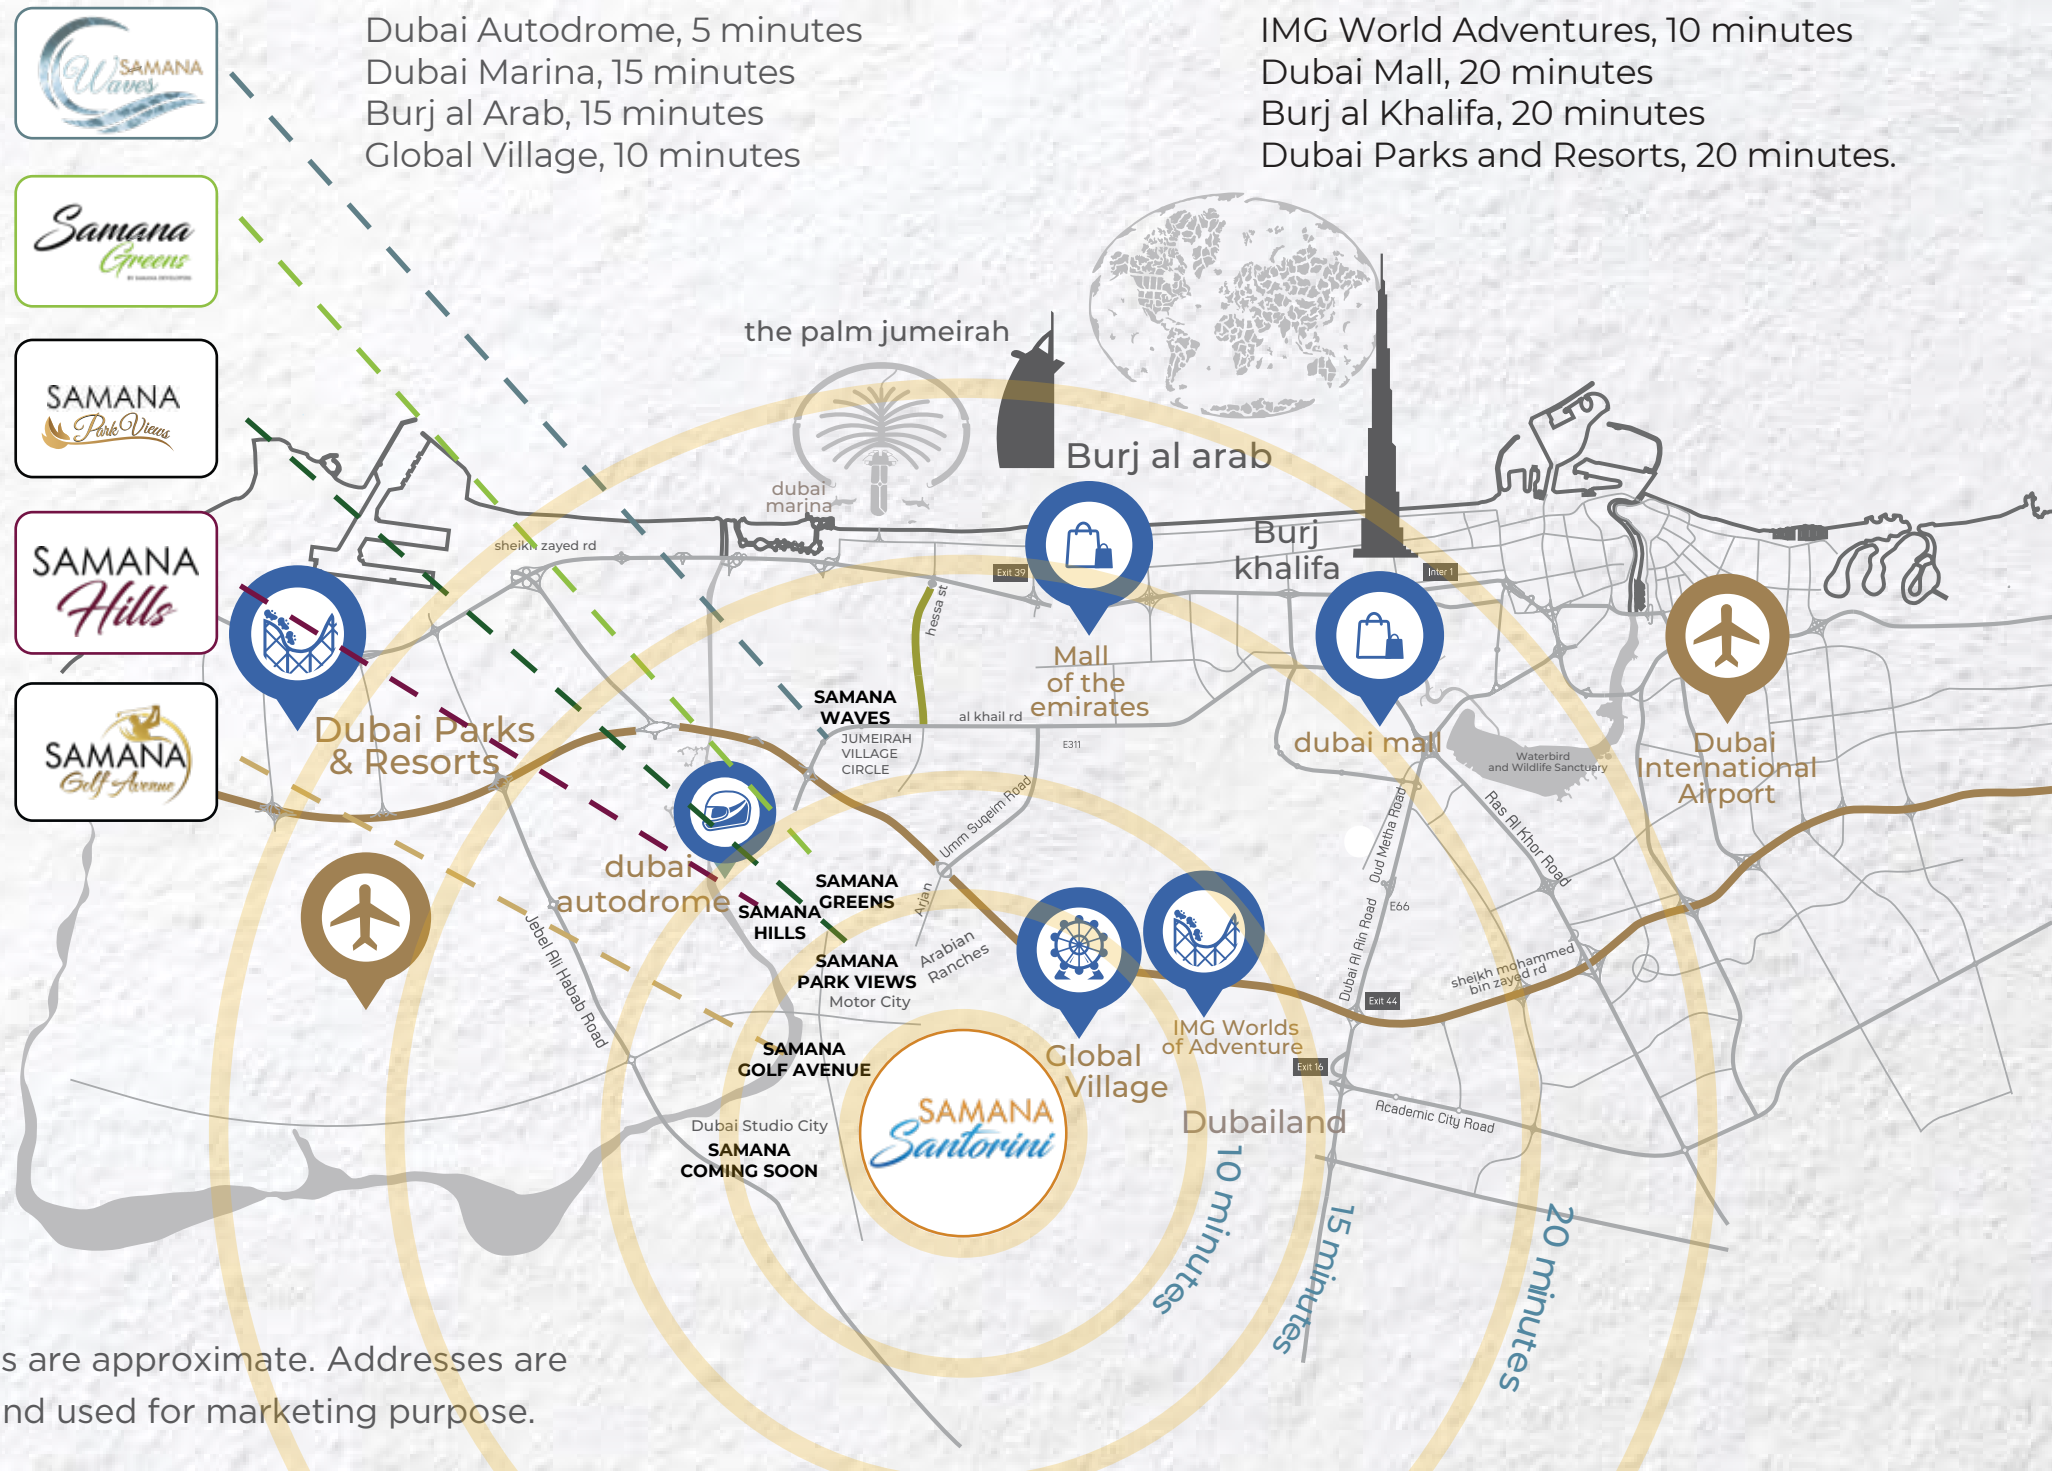 Dubai Autodrome, 5 minutes
Dubai Marina, 15 minutes
Burj al Arab, 15 minutes
Global Village, 10 minutes
IMG World Adventures, 10 minutes
Dubai Mall, 20 minutes
Burj al Khalifa, 20 minutes
Dubai Parks and Resorts, 20 minutes.
SAMANA
Waves
Samana
Greens
BY SAMANA DEVELOPERS
SAMANA
Park Views
SAMANA
Hills
SAMANA
Golf Avenue
the palm jumeirah
Burj al arab
dubai
marina
sheikh zayed rd
Burj
khalifa
Exit 39
Inter 1
hessa st
Mall
of the
emirates
SAMANA
WAVES
al khail rd
JUMEIRAH
VILLAGE
CIRCLE
E311
Dubai Parks
& Resorts
dubai mall
Waterbird
and Wildlife Sanctuary
Dubai
International
Airport
Umm Suqeim Road
Oud Metha Road
Ras Al Khor Road
dubai
autodrome
SAMANA
GREENS
SAMANA
HILLS
Arjan
E66
Jebel Ali Habab Road
Arabian
Ranches
SAMANA
PARK VIEWS
Motor City
Dubai Al Ain Road
sheikh mohammed
bin zayed rd
Exit 44
IMG Worlds
of Adventure
SAMANA
GOLF AVENUE
Global
Village
Exit 16
SAMANA
Santorini
Dubailand
Academic City Road
Dubai Studio City
SAMANA
COMING SOON
10 minutes
15 minutes
20 minutes
s are approximate. Addresses are
nd used for marketing purpose.